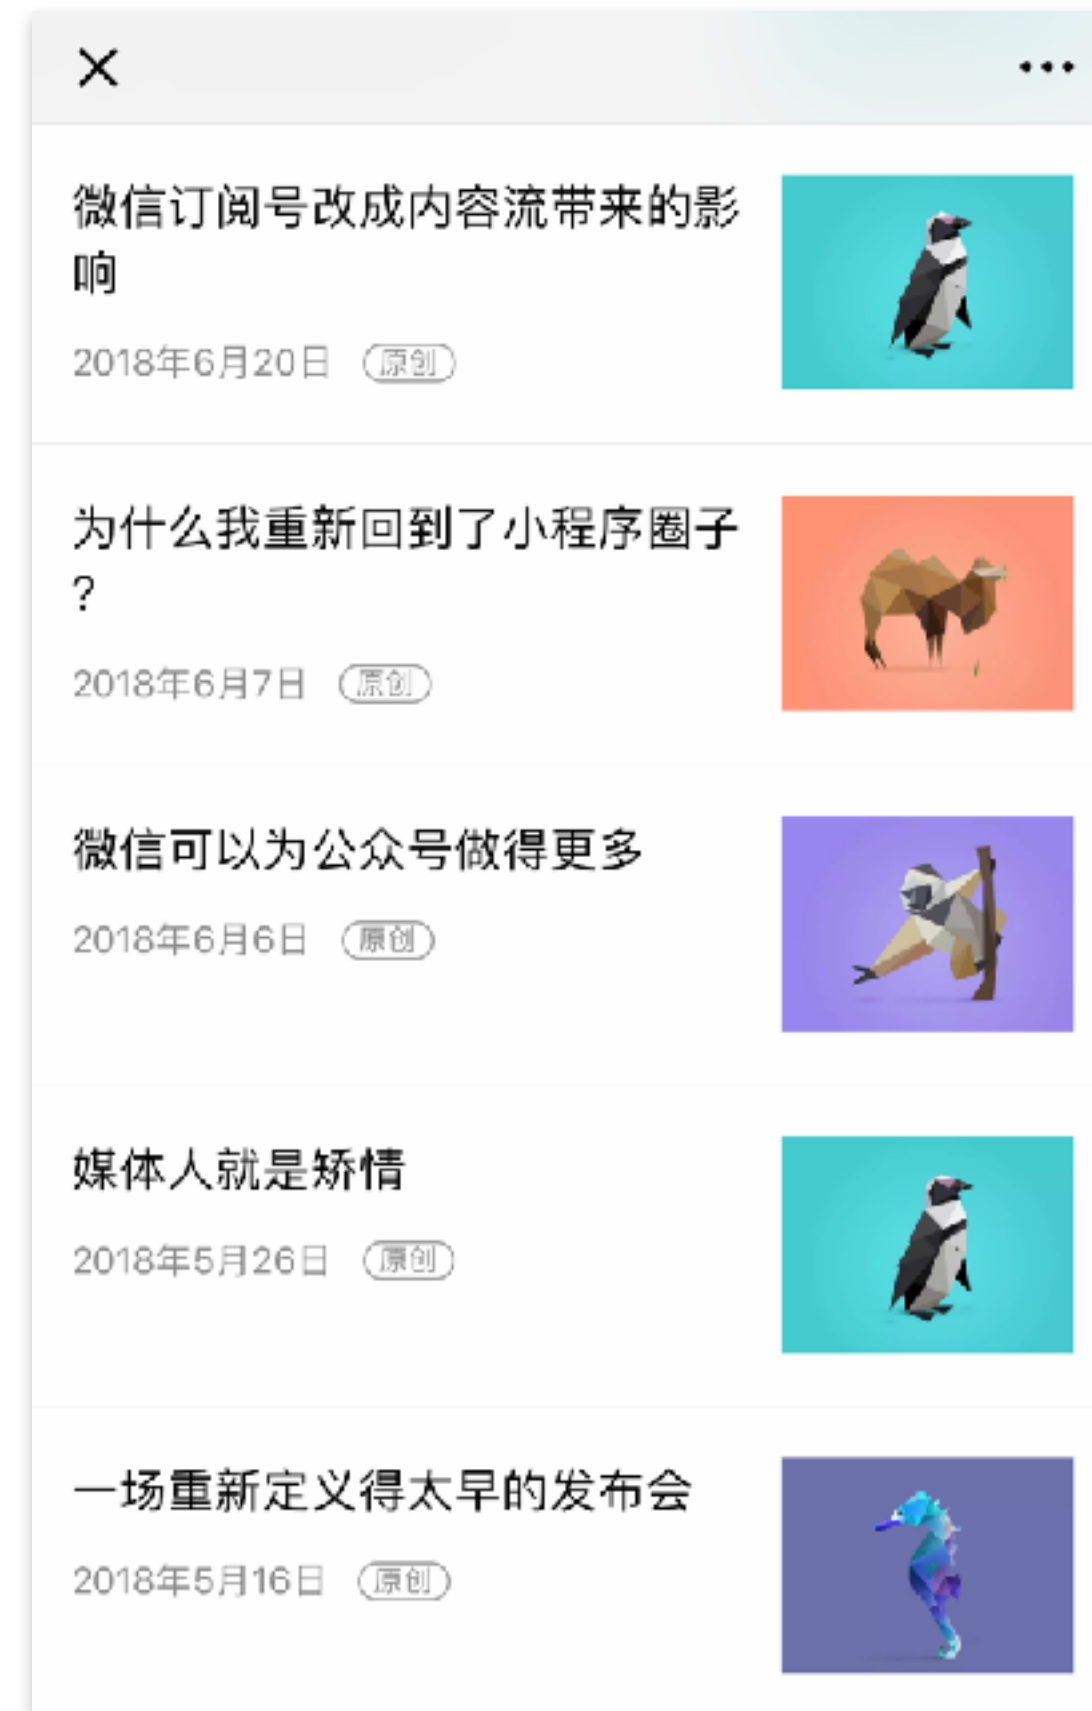 微信订阅号改成内容流带来的影
响
2018年6月20日 原创
为什么我重新回到了小程序圈子
?
2018年6月7日 原创
微信可以为公众号做得更多
2018年6月6日 原创
媒体人就是矫情
2018年5月26日 原创
一场重新定义得太早的发布会
2018年5月16日 原创